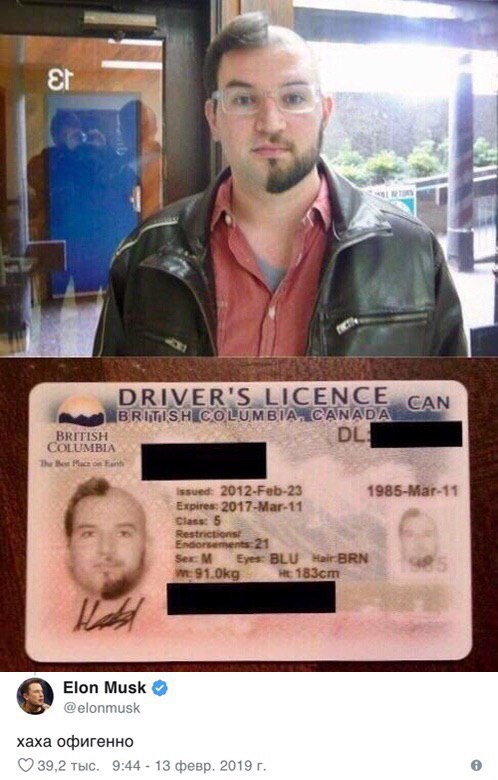 13
DRIVER'S LICENCE CAN
BRITISH COLUMBIA, CANADA
BRITISH
COLUMBIA
The Best Place on Earth
DL:
Issued: 2012-Feb-23 1985-Mar-11
Expires: 2017-Mar-11
Class: 5
Restrictions/
Endorsements: 21
Sex: M Eyes: BLU Hair: BRN
Wt: 91.0kg Ht: 183cm
1985
Elon Musk
@elonmusk
хаха офигенно
39,2 тыс. 9:44 - 13 февр. 2019 г.